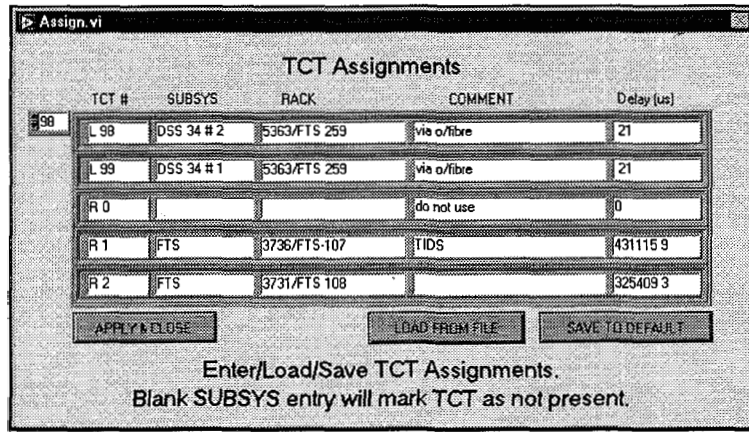 Assign.vi
TCT Assignments
TCT # SUBSYS RACK COMMENT Delay (us)
98 L 98 DSS 34 # 2 5363/FTS 259 via o/fibre 21
L 99 DSS 34 # 1 5363/FTS 259 via o/fibre 21
R 0 do not use 0
R 1 FTS 3736/FTS-107 TIDS 431115 9
R 2 FTS 3731/FTS 108 325409 3
APPLY & CLOSE LOAD FROM FILE SAVE TO DEFAULT
Enter/Load/Save TCT Assignments.
Blank SUBSYS entry will mark TCT as not present.